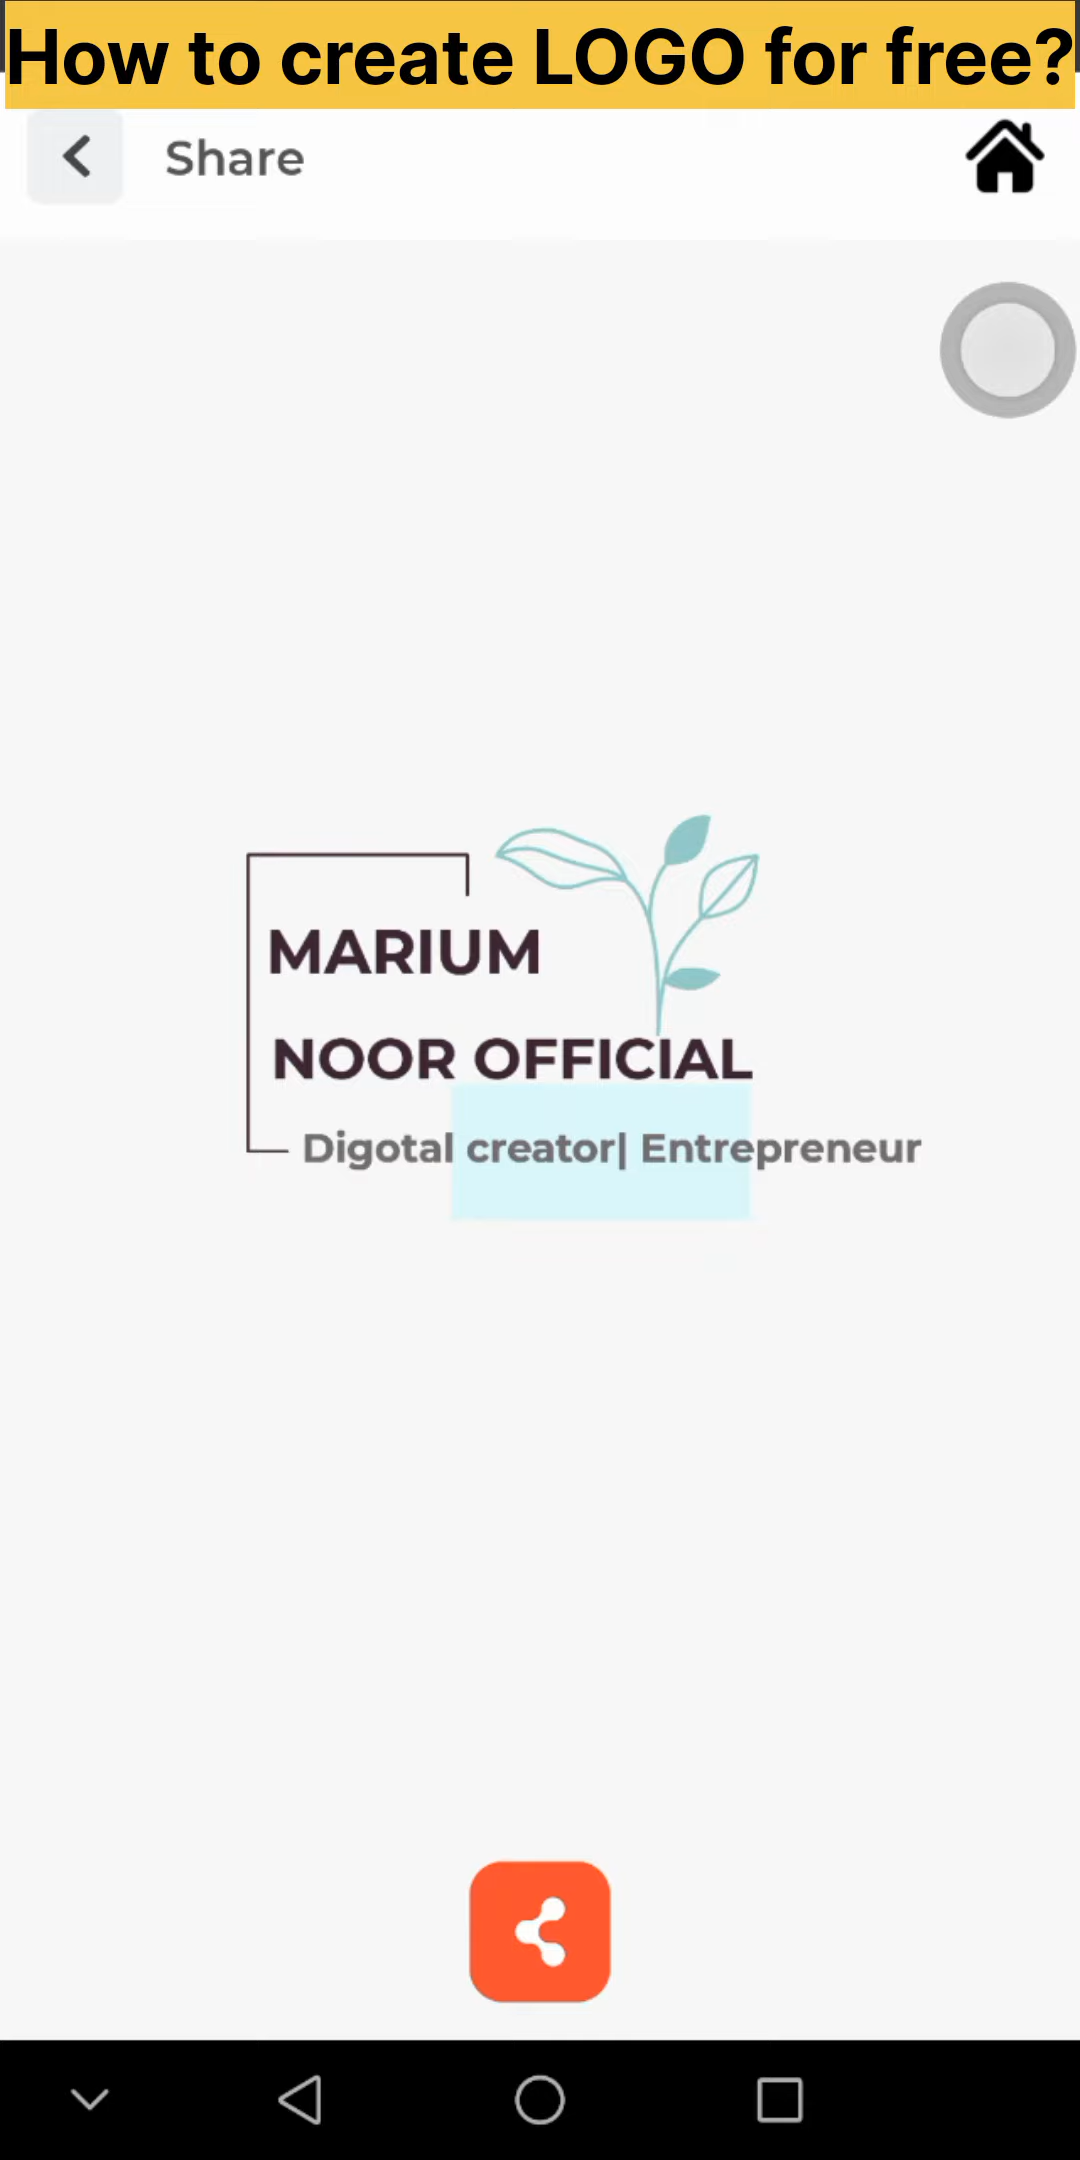 How to create LOGO for free?
Share
MARIUM
NOOR OFFICIAL
Digotal creator| Entrepreneur